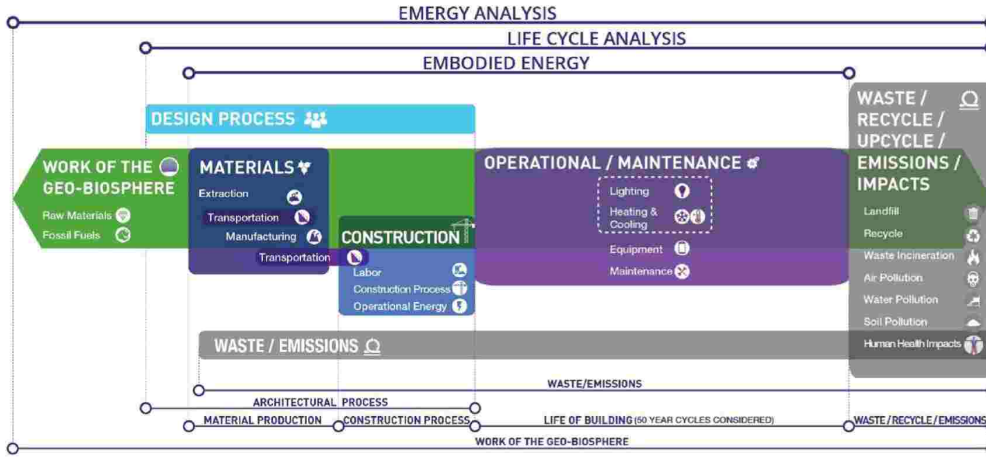 EMERGY ANALYSIS
LIFE CYCLE ANALYSIS
EMBODIED ENERGY
DESIGN PROCESS
WORK OF THE
GEO-BIOSPHERE
Raw Materials
Fossil Fuels
MATERIALS
Extraction
Transportation
Manufacturing
Transportation
CONSTRUCTION
Labor
Construction Process
Operational Energy
OPERATIONAL / MAINTENANCE
Lighting
Heating &
Cooling
Equipment
Maintenance
WASTE /
RECYCLE /
UPCYCLE /
EMISSIONS /
IMPACTS
Landfill
Recycle
Waste Incineration
Air Pollution
Water Pollution
Soil Pollution
Human Health Impacts
WASTE / EMISSIONS
WASTE/EMISSIONS
ARCHITECTURAL PROCESS
MATERIAL PRODUCTION
CONSTRUCTION PROCESS
LIFE OF BUILDING (50 YEAR CYCLES CONSIDERED)
WASTE/RECYCLE/EMISSIONS
WORK OF THE GEO-BIOSPHERE